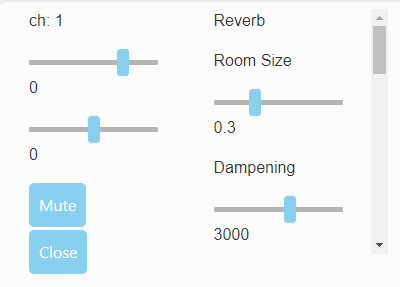 ch: 1
0
0
Mute
Close
Reverb
Room Size
0.3
Dampening
3000